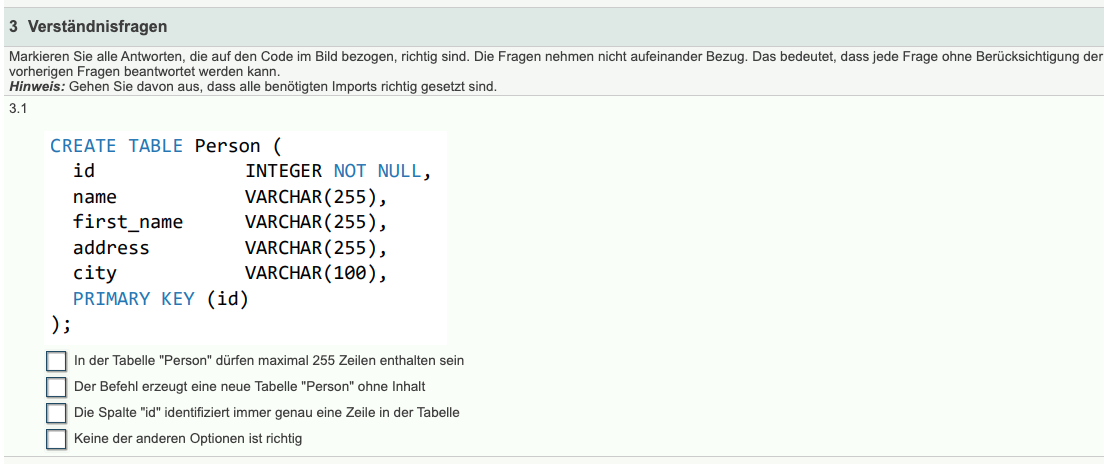 3 Verständnisfragen
Markieren Sie alle Antworten, die auf den Code im Bild bezogen, richtig sind. Die Fragen nehmen nicht aufeinander Bezug. Das bedeutet, dass jede Frage ohne Berücksichtigung der
vorherigen Fragen beantwortet werden kann.
Hinweis: Gehen Sie davon aus, dass alle benötigten Imports richtig gesetzt sind.
3.1
CREATE TABLE Person (
id INTEGER NOT NULL,
name VARCHAR(255),
first_name VARCHAR(255),
address VARCHAR(255),
city VARCHAR(100),
PRIMARY KEY (id)
);
In der Tabelle "Person" dürfen maximal 255 Zeilen enthalten sein
Der Befehl erzeugt eine neue Tabelle "Person" ohne Inhalt
Die Spalte "id" identifiziert immer genau eine Zeile in der Tabelle
Keine der anderen Optionen ist richtig